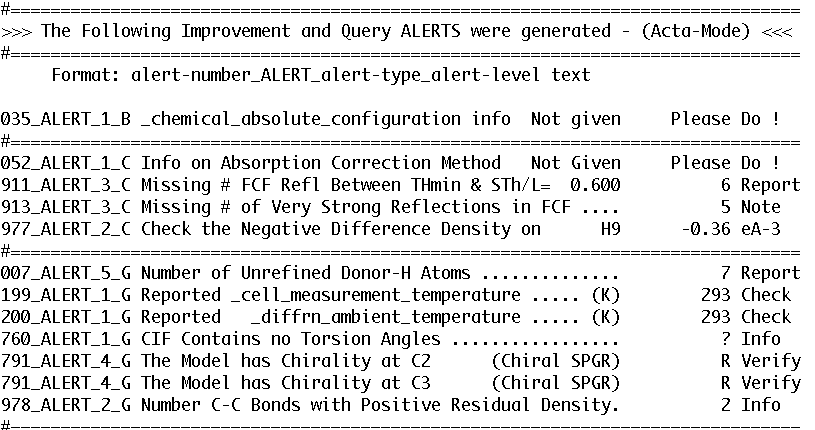 #===============================================================================
>>> The Following Improvement and Query ALERTS were generated - (Acta-Mode) <<<
#===============================================================================
     Format: alert-number_ALERT_alert-type_alert-level text

035_ALERT_1_B _chemical_absolute_configuration info  Not given     Please Do !
#===============================================================================
052_ALERT_1_C Info on Absorption Correction Method   Not Given     Please Do !
911_ALERT_3_C Missing # FCF Refl Between THmin & STh/L=  0.600          6 Report
913_ALERT_3_C Missing # of Very Strong Reflections in FCF ....          5 Note
977_ALERT_2_C Check the Negative Difference Density on      H9      -0.36 eA-3
#===============================================================================
007_ALERT_5_G Number of Unrefined Donor-H Atoms ..............          7 Report
199_ALERT_1_G Reported _cell_measurement_temperature ..... (K)        293 Check
200_ALERT_1_G Reported   _diffrn_ambient_temperature ..... (K)        293 Check
760_ALERT_1_G CIF Contains no Torsion Angles .................          ? Info
791_ALERT_4_G The Model has Chirality at C2      (Chiral SPGR)          R Verify
791_ALERT_4_G The Model has Chirality at C3      (Chiral SPGR)          R Verify
978_ALERT_2_G Number C-C Bonds with Positive Residual Density.          2 Info
#===============================================================================